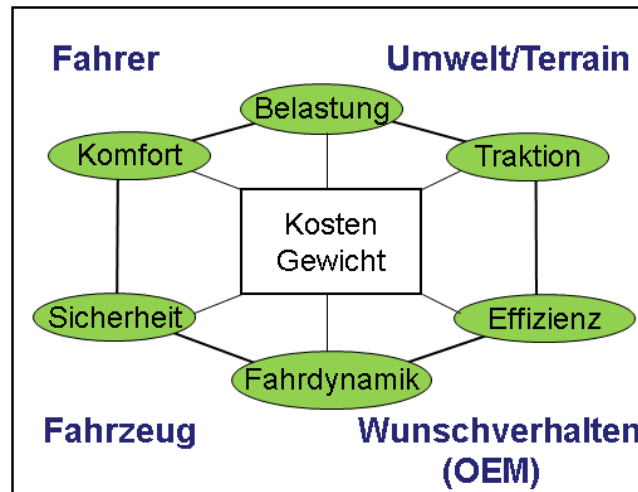 Fahrer
Umwelt/Terrain
Belastung
Komfort
Traktion
Kosten
Gewicht
Sicherheit
Effizienz
Fahrdynamik
Fahrzeug
Wunschverhalten
(OEM)